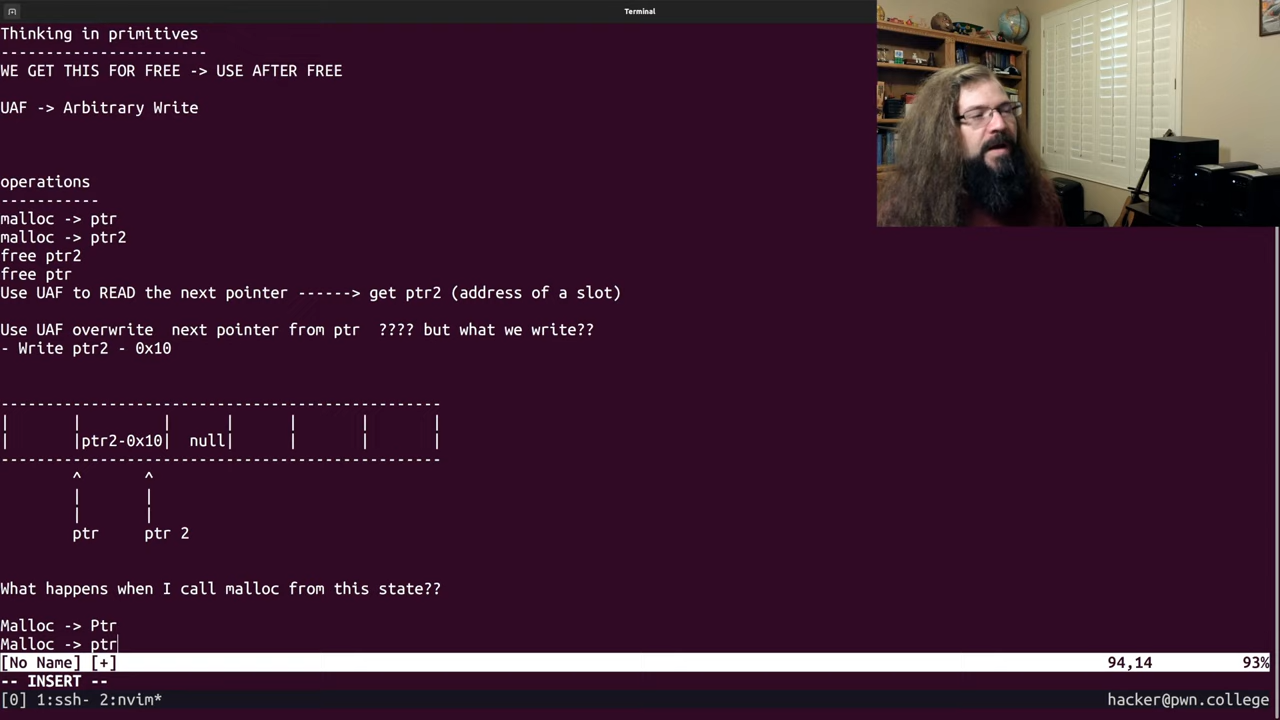 Terminal
Thinking in primitives
-----------------------
WE GET THIS FOR FREE -> USE AFTER FREE
UAF -> Arbitrary Write
operations
-----------
malloc -> ptr
malloc -> ptr2
free ptr2
free ptr
Use UAF to READ the next pointer ------> get ptr2 (address of a slot)
Use UAF overwrite  next pointer from ptr  ???? but what we write??
- Write ptr2 - 0x10
------------------------------------------------
|       |         |      |      |       |       |
|       |ptr2-0x10|  null|      |       |       |
------------------------------------------------
^       ^
|       |
|       |
ptr     ptr 2
What happens when I call malloc from this state??
Malloc -> Ptr
Malloc -> ptr
[No Name] [+] 94,14 93%
-- INSERT --
[0] 1:ssh- 2:nvim* hacker@pwn.college